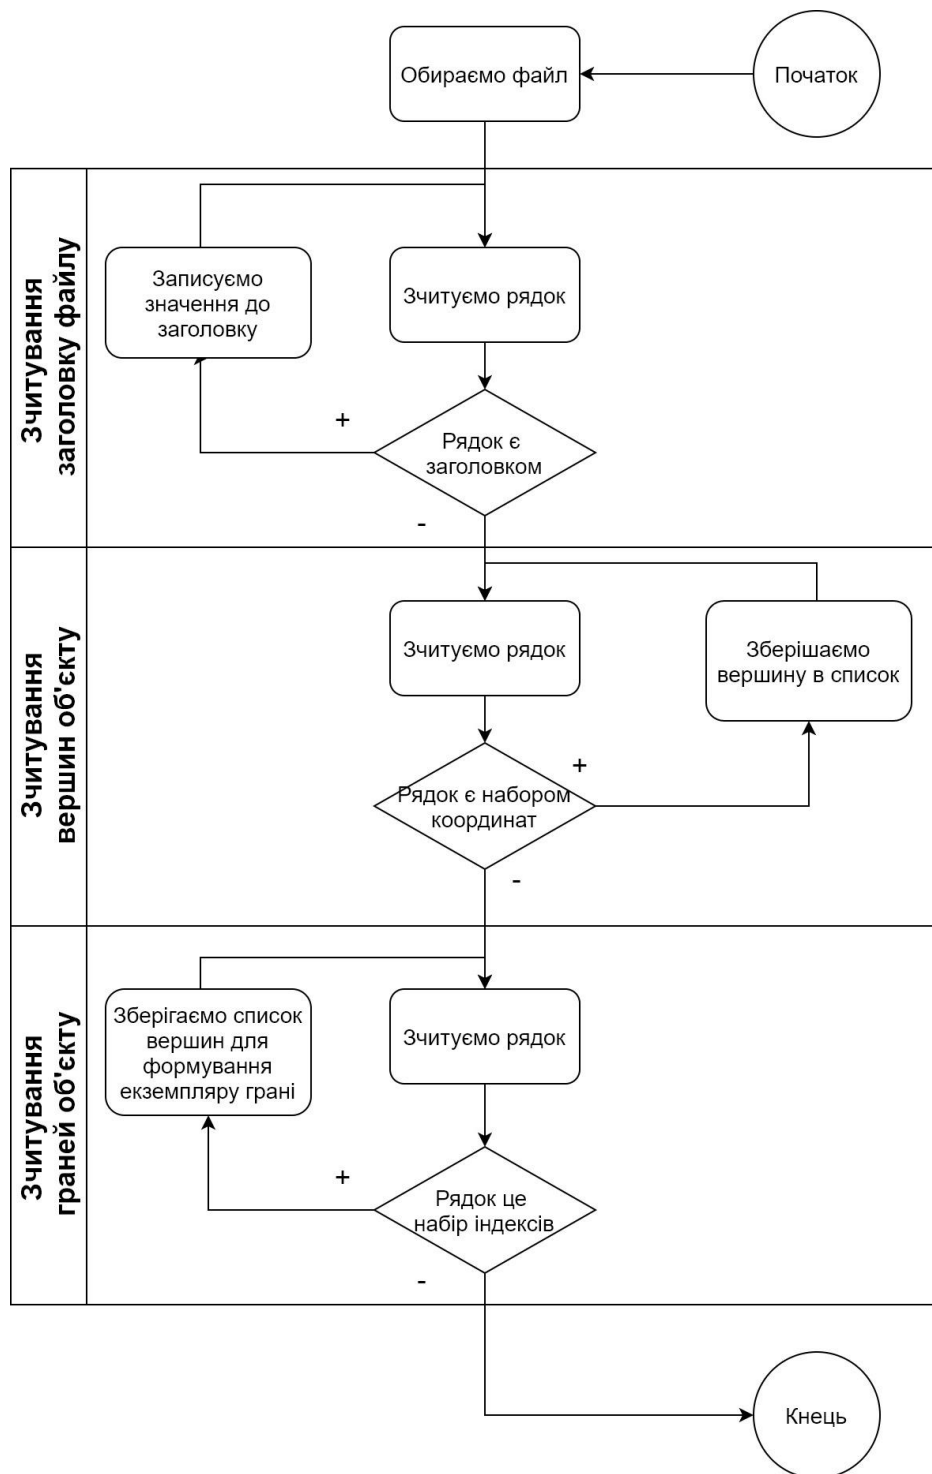 Обираємо файл
Початок
Зчитування
заголовку файлу
Записуємо
значення до
заголовку
Зчитуємо рядок
+
Рядок є
заголовком
-
Зчитування
вершин об'єкту
Зчитуємо рядок
Зберішаємо
вершину в список
+
Рядок є набором
координат
-
Зчитування
граней об'єкту
Зберігаємо список
вершин для
формування
екземпляру грані
Зчитуємо рядок
+
Рядок це
набір індексів
-
Кнець